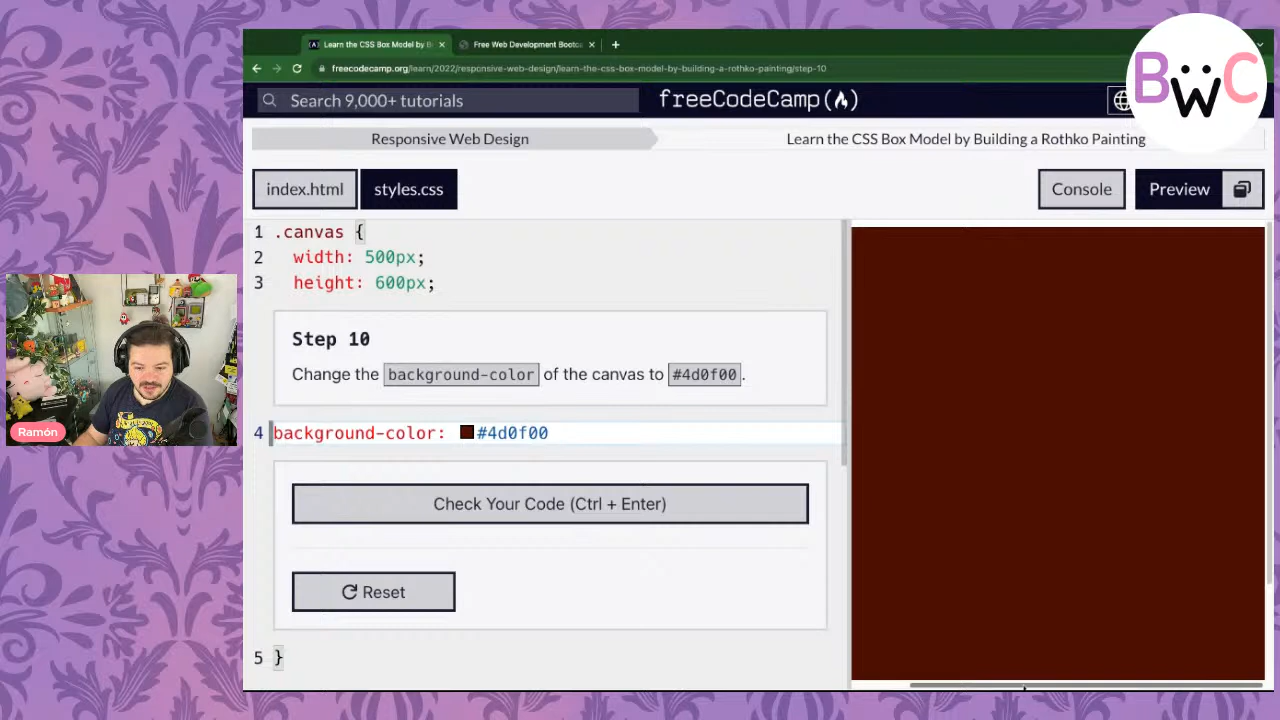 Learn the CSS Box Model by B
Free Web Development Bootca
freecodecamp.org/learn/2022/responsive-web-design/learn-the-css-box-model-by-building-a-rothko-painting/step-10
BWC
Search 9,000+ tutorials
freeCodeCamp
Responsive Web Design
Learn the CSS Box Model by Building a Rothko Painting
index.html
styles.css
Console
Preview
1 .canvas {
2 width: 500px;
3 height: 600px;
Step 10
Change the background-color of the canvas to #4d0f00.
4 background-color: #4d0f00
Check Your Code (Ctrl + Enter)
Reset
5 }
Ramón